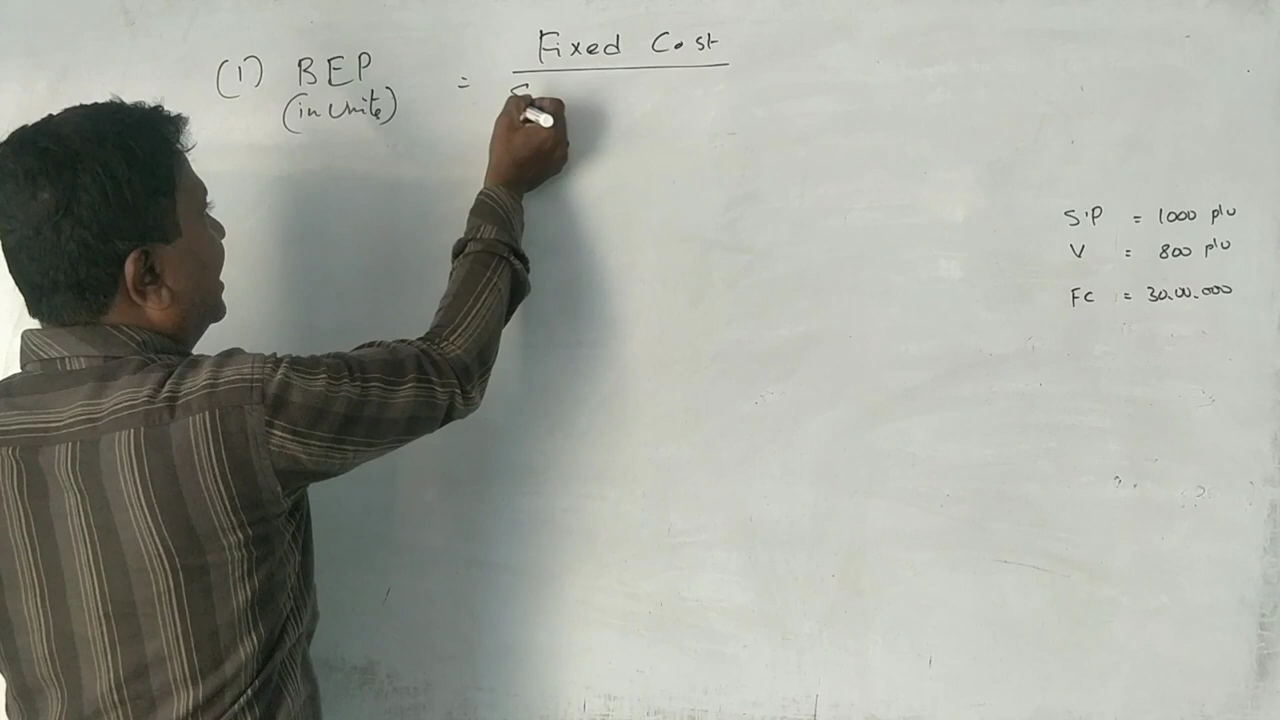 (1) BEP = Fixed Cost
(in Units)
S
S.P = 1000 p/u
V = 800 p/u
FC = 30,00,000